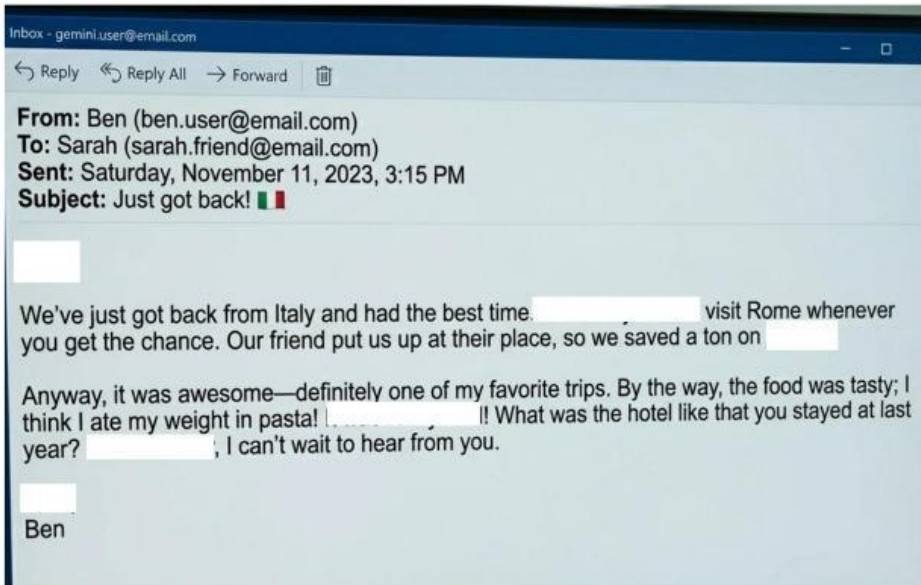 Inbox - gemini.user@email.com
Reply Reply All Forward
From: Ben (ben.user@email.com)
To: Sarah (sarah.friend@email.com)
Sent: Saturday, November 11, 2023, 3:15 PM
Subject: Just got back! 🇮🇹
We've just got back from Italy and had the best time. visit Rome whenever
you get the chance. Our friend put us up at their place, so we saved a ton on
Anyway, it was awesome—definitely one of my favorite trips. By the way, the food was tasty; I
think I ate my weight in pasta! ! What was the hotel like that you stayed at last
year? , I can't wait to hear from you.
Ben